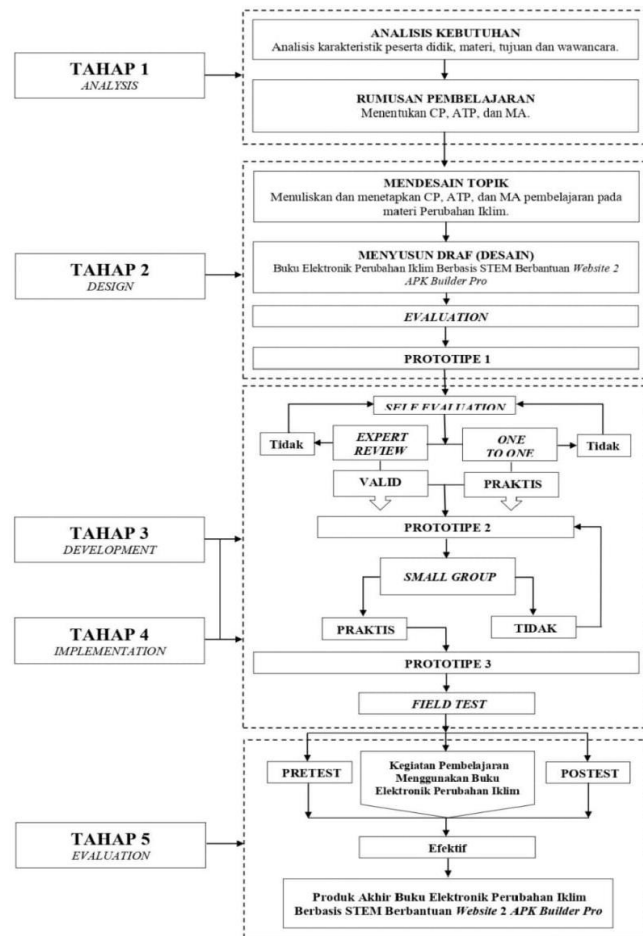 ANALISIS KEBUTUHAN
Analisis karakteristik peserta didik, materi, tujuan dan wawancara.
TAHAP 1
ANALYSIS
RUMUSAN PEMBELAJARAN
Menentukan CP, ATP, dan MA.
MENDESAIN TOPIK
Menuliskan dan menetapkan CP, ATP, dan MA pembelajaran pada
materi Perubahan Iklim.
TAHAP 2
DESIGN
MENYUSUN DRAF (DESAIN)
Buku Elektronik Perubahan Iklim Berbasis STEM Berbantuan Website 2
APK Builder Pro
EVALUATION
PROTOTIPE 1
SELF EVALUATION
Tidak
EXPERT
REVIEW
ONE
TO ONE
Tidak
VALID
PRAKTIS
TAHAP 3
DEVELOPMENT
PROTOTIPE 2
SMALL GROUP
TAHAP 4
IMPLEMENTATION
PRAKTIS
TIDAK
PROTOTIPE 3
FIELD TEST
PRETEST
Kegiatan Pembelajaran
Menggunakan Buku
Elektronik Perubahan Iklim
POSTEST
TAHAP 5
EVALUATION
Efektif
Produk Akhir Buku Elektronik Perubahan Iklim
Berbasis STEM Berbantuan Website 2 APK Builder Pro